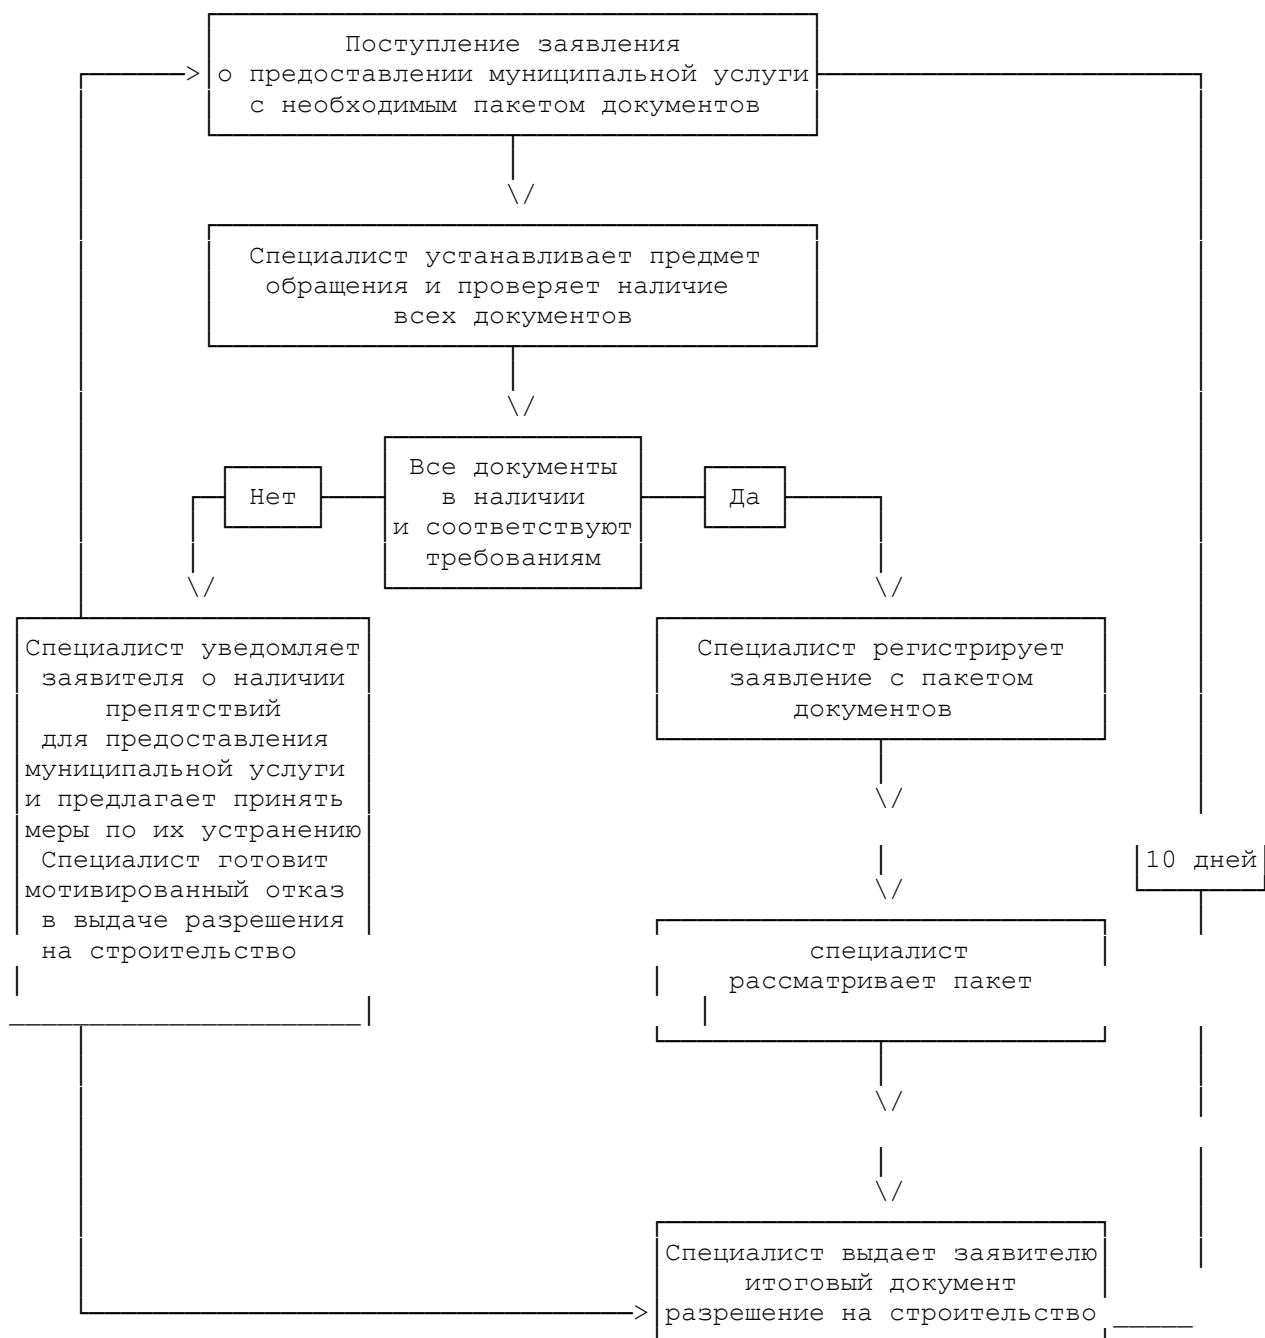 Поступление заявления
о предоставлении муниципальной услуги
с необходимым пакетом документов
Специалист устанавливает предмет
обращения и проверяет наличие
всех документов
Все документы
в наличии
и соответствуют
требованиям
Нет
Да
Специалист уведомляет
заявителя о наличии
препятствий
для предоставления
муниципальной услуги
и предлагает принять
меры по их устранению
Специалист готовит
мотивированный отказ
в выдаче разрешения
на строительство
Специалист регистрирует
заявление с пакетом
документов
10 дней
специалист
рассматривает пакет
Специалист выдает заявителю
итоговый документ
разрешение на строительство